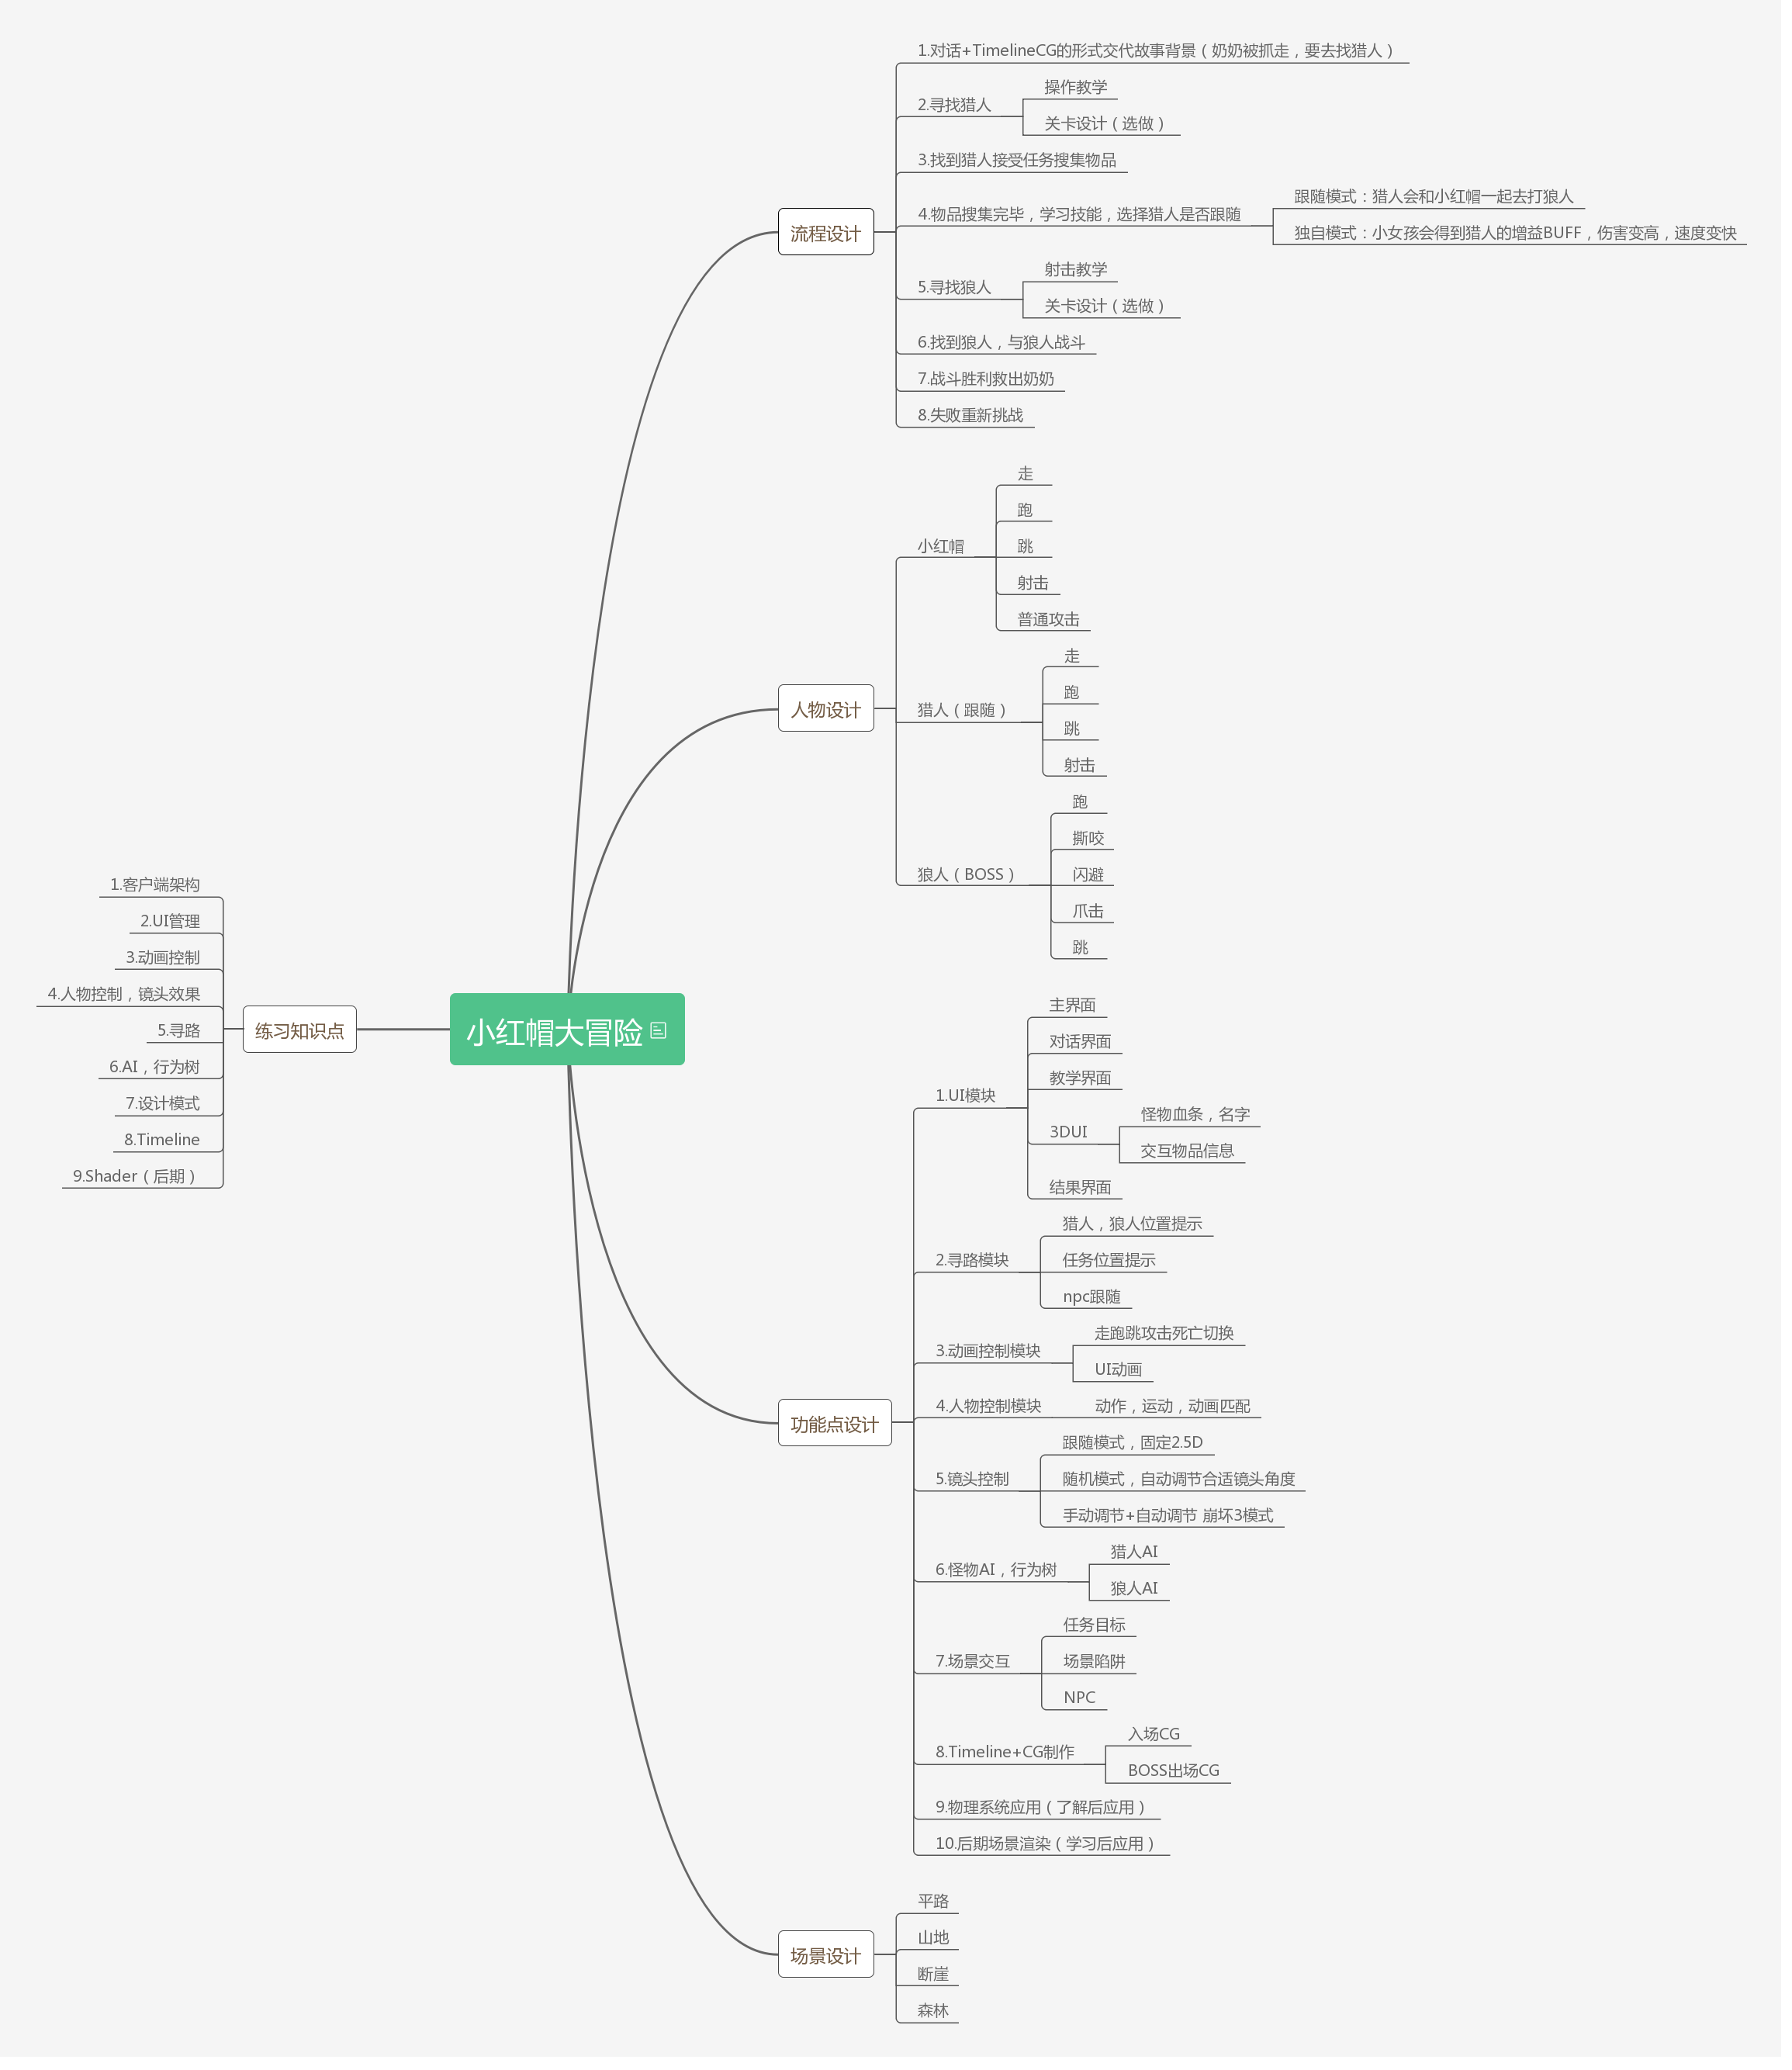 小红帽大冒险
流程设计
1.对话+TimelineCG的形式交代故事背景（奶奶被抓走，要去找猎人）
2.寻找猎人
操作教学
关卡设计（选做）
3.找到猎人接受任务搜集物品
4.物品搜集完毕，学习技能，选择猎人是否跟随
跟随模式：猎人会和小红帽一起去打狼人
独自模式：小女孩会得到猎人的增益BUFF，伤害变高，速度变快
5.寻找狼人
射击教学
关卡设计（选做）
6.找到狼人，与狼人战斗
7.战斗胜利救出奶奶
8.失败重新挑战
人物设计
小红帽
走
跑
跳
射击
普通攻击
猎人（跟随）
走
跑
跳
射击
狼人（BOSS）
跑
撕咬
闪避
爪击
跳
功能点设计
1.UI模块
主界面
对话界面
教学界面
3DUI
怪物血条，名字
交互物品信息
结果界面
2.寻路模块
猎人，狼人位置提示
任务位置提示
npc跟随
3.动画控制模块
走跑跳攻击死亡切换
UI动画
4.人物控制模块
动作，运动，动画匹配
5.镜头控制
跟随模式，固定2.5D
随机模式，自动调节合适镜头角度
手动调节+自动调节 崩坏3模式
6.怪物AI，行为树
猎人AI
狼人AI
7.场景交互
任务目标
场景陷阱
NPC
8.Timeline+CG制作
入场CG
BOSS出场CG
9.物理系统应用（了解后应用）
10.后期场景渲染（学习后应用）
场景设计
平路
山地
断崖
森林
练习知识点
1.客户端架构
2.UI管理
3.动画控制
4.人物控制，镜头效果
5.寻路
6.AI，行为树
7.设计模式
8.Timeline
9.Shader（后期）